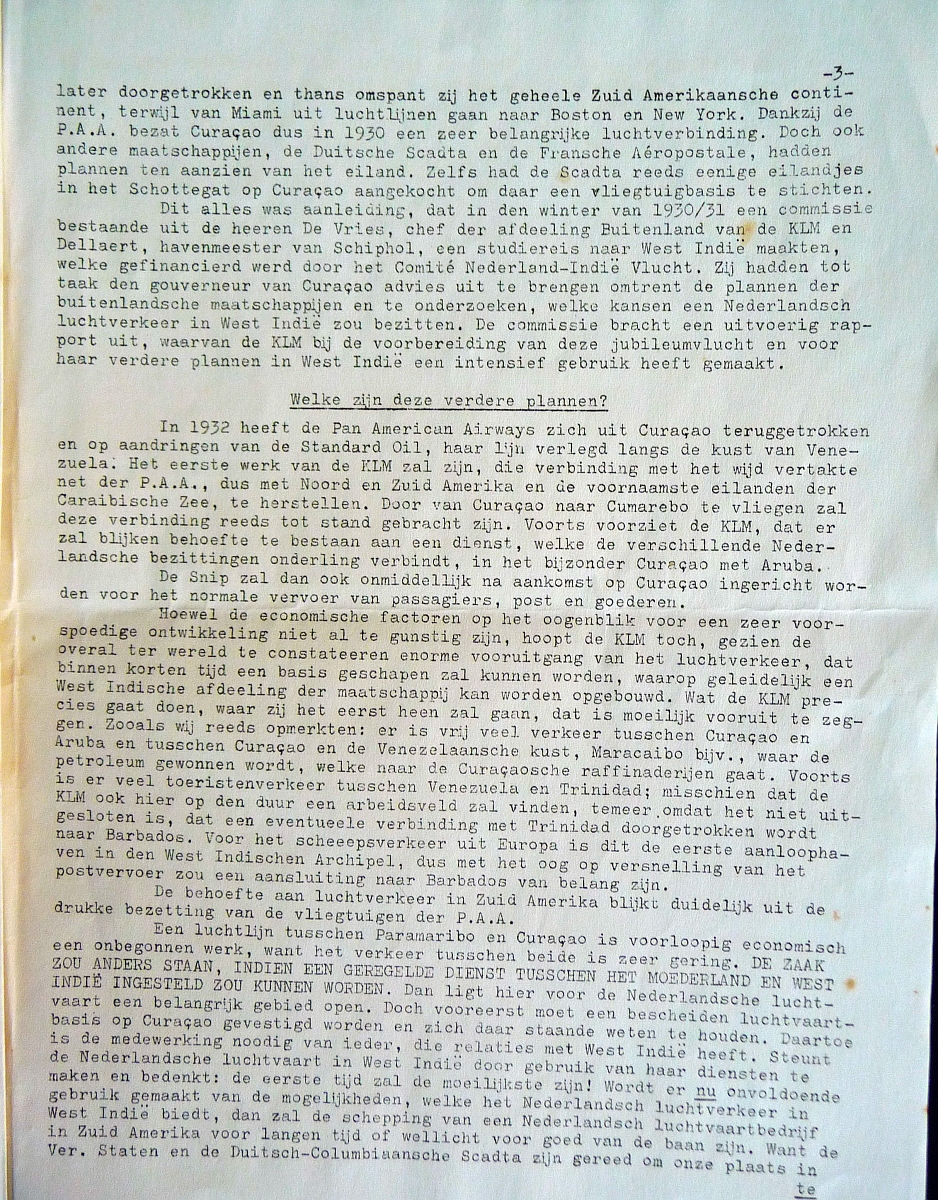 -3-
later doorgetrokken en thans omspant zij het geheele Zuid Amerikaansche conti-
nent, terwijl van Miami uit luchtlijnen gaan naar Boston en New York. Dankzij de
P.A.A. bezat Curaçao dus in 1930 een zeer belangrijke luchtverbinding. Doch ook
andere maatschappijen, de Duitsche Scadta en de Fransche Aéropostale, hadden
plannen ten aanzien van het eiland. Zelfs had de Scadta reeds eenige eilandjes
in het Schottegat op Curaçao aangekocht om daar een vliegtuigbasis te stichten.
Dit alles was aanleiding, dat in den winter van 1930/31 een commissie
bestaande uit de heeren De Vries, chef der afdeeling Buitenland van de KLM en
Dellaert, havenmeester van Schiphol, een studiereis naar West Indië maakten,
welke gefinancierd werd door het Comité Nederland-Indië Vlucht. Zij hadden tot
taak den gouverneur van Curaçao advies uit te brengen omtrent de plannen der
buitenlandsche maatschappijen en te onderzoeken, welke kansen een Nederlandsch
luchtverkeer in West Indië zou bezitten. De commissie bracht een uitvoerig rap-
port uit, waarvan de KLM bij de voorbereiding van deze jubileumvlucht en voor
haar verdere plannen in West Indië een intensief gebruik heeft gemaakt.
Welke zijn deze verdere plannen?
In 1932 heeft de Pan American Airways zich uit Curaçao teruggetrokken
en op aandringen van de Standard Oil, haar lijn verlegd langs de kust van Vene-
zuela. Het eerste werk van de KLM zal zijn, die verbinding met het wijd vertakte
net der P.A.A., dus met Noord en Zuid Amerika en de voornaamste eilanden der
Caraibische Zee, te herstellen. Door van Curaçao naar Cumarebo te vliegen zal
deze verbinding reeds tot stand gebracht zijn. Voorts voorziet de KLM, dat er
zal blijken behoefte te bestaan aan een dienst, welke de verschillende Neder-
landsche bezittingen onderling verbindt, in het bijzonder Curaçao met Aruba.
De Snip zal dan ook onmiddellijk na aankomst op Curaçao ingericht wor-
den voor het normale vervoer van passagiers, post en goederen.
Hoewel de economische factoren op het oogenblik voor een zeer voor-
spoedige ontwikkeling niet al te gunstig zijn, hoopt de KLM toch, gezien de
overal ter wereld te constateeren enorme vooruitgang van het luchtverkeer, dat
binnen korten tijd een basis geschapen zal kunnen worden, waarop geleidelijk een
West Indische afdeeling der maatschappij kan worden opgebouwd. Wat de KLM pre-
cies gaat doen, waar zij het eerst heen zal gaan, dat is moeilijk vooruit te zeg-
gen. Zooals wij reeds opmerkten: er is vrij veel verkeer tusschen Curaçao en
Aruba en tusschen Curaçao en de Venezelaansche kust, Maracaibo bijv., waar de
petroleum gewonnen wordt, welke naar de Curaçaosche raffinaderijen gaat. Voorts
is er veel toeristenverkeer tusschen Venezuela en Trinidad; misschien dat de
KLM ook hier op den duur een arbeidsveld zal vinden, temeer omdat het niet uit-
gesloten is, dat een eventueele verbinding met Trinidad doorgetrokken wordt
naar Barbados. Voor het scheeepsverkeer uit Europa is dit de eerste aanloopha-
ven in den West Indischen Archipel, dus met het oog op versnelling van het
postvervoer zou een aansluiting naar Barbados van belang zijn.
De behoefte aan luchtverkeer in Zuid Amerika blijkt duidelijk uit de
drukke bezetting van de vliegtuigen der P.A.A.
Een luchtlijn tusschen Paramaribo en Curaçao is voorloopig economisch
een onbegonnen werk, want het verkeer tusschen beide is zeer gering. DE ZAAK
ZOU ANDERS STAAN, INDIEN EEN GEREGELDE DIENST TUSSCHEN HET MOEDERLAND EN WEST
INDIË INGESTELD ZOU KUNNEN WORDEN. Dan ligt hier voor de Nederlandsche lucht-
vaart een belangrijk gebied open. Doch vooreerst moet een bescheiden luchtvaart-
basis op Curaçao gevestigd worden en zich daar staande weten te houden. Daartoe
is de medewerking noodig van ieder, die relaties met West Indië heeft. Steunt
de Nederlandsche luchtvaart in West Indië door gebruik van haar diensten te
maken en bedenkt: de eerste tijd zal de moeilijkste zijn! Wordt er nu onvoldoende
gebruik gemaakt van de mogelijkheden, welke het Nederlandsch luchtverkeer in
West Indië biedt, dan zal de schepping van een Nederlandsch luchtvaartbedrijf
in Zuid Amerika voor langen tijd of wellicht voor goed van de baan zijn. Want de
Ver. Staten en de Duitsch-Columbiaansche Scadta zijn gereed om onze plaats in
te